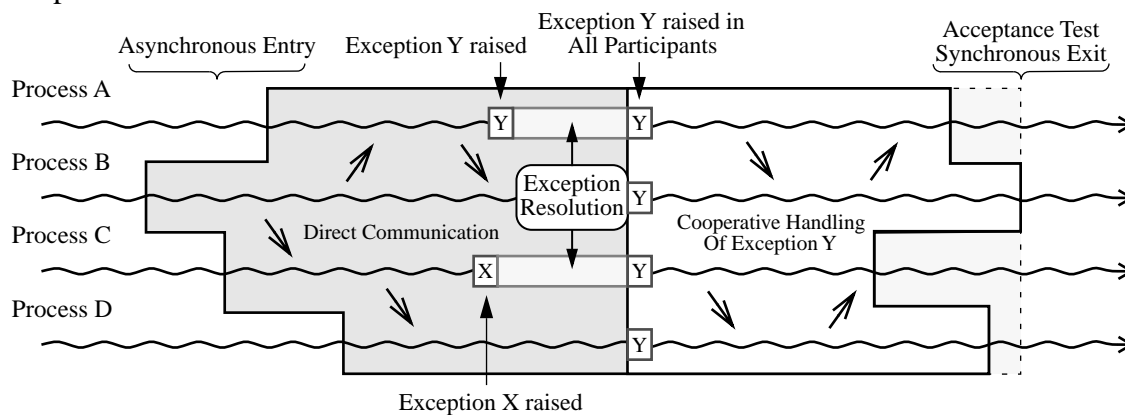 Asynchronous Entry
Exception Y raised
Exception Y raised in
All Participants
Acceptance Test
Synchronous Exit
Process A
Y
Y
Process B
Exception
Resolution
Y
Process C
Direct Communication
Cooperative Handling
Of Exception Y
X
Y
Process D
Y
Exception X raised